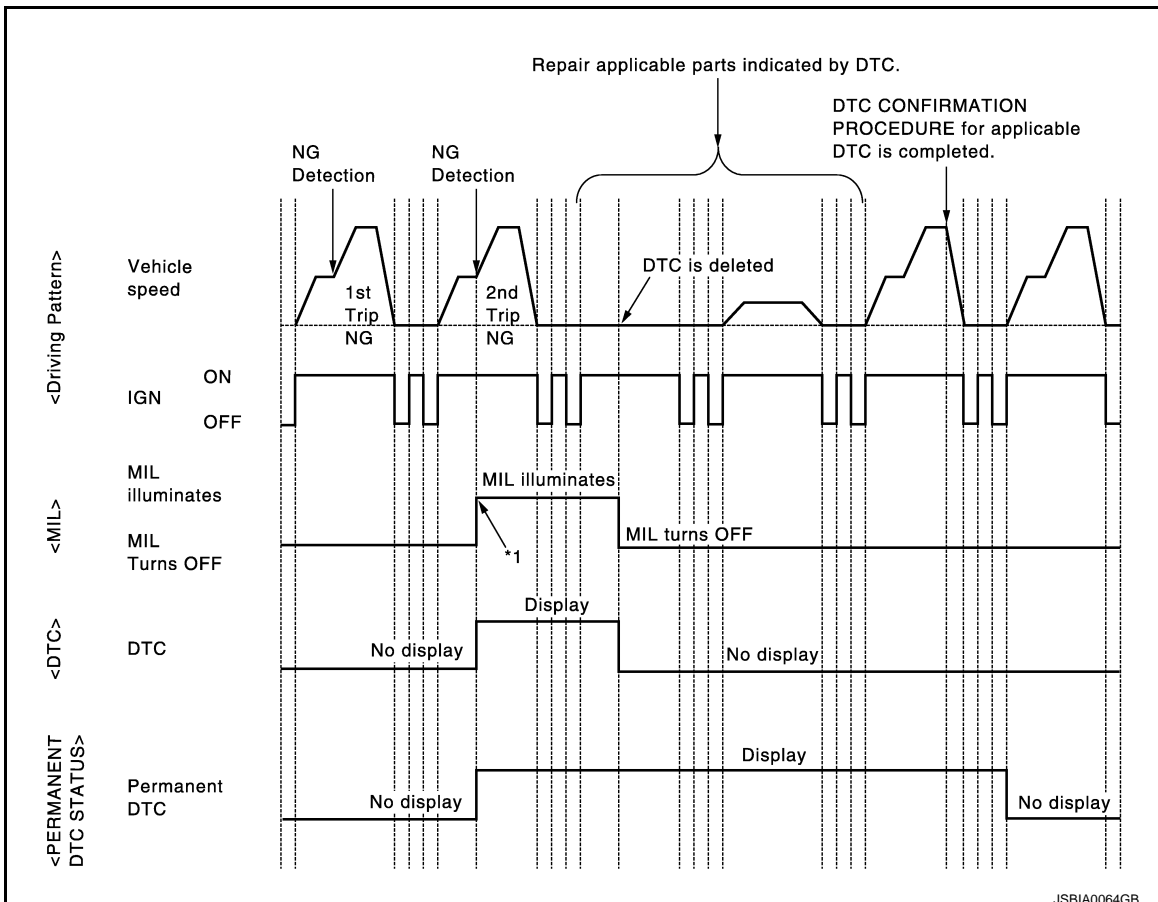 Repair applicable parts indicated by DTC.
DTC CONFIRMATION
PROCEDURE for applicable
DTC is completed.
NG
Detection
NG
Detection
<Driving Pattern>
Vehicle
speed
1st
Trip
NG
2nd
Trip
NG
DTC is deleted
IGN
ON
OFF
<MIL>
MIL
illuminates
MIL
Turns OFF
MIL illuminates
*1
MIL turns OFF
<DTC>
DTC
No display
Display
No display
<PERMANENT
DTC STATUS>
Permanent
DTC
No display
Display
No display
JSBIA0064GB